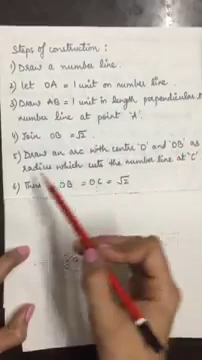 Steps of construction:
1) Draw a number line.
2) Let OA = 1 unit on number line.
3) Draw AB = 1 unit in length perpendicular
number line at point 'A'.
4) Join OB = √2.
5) Draw an arc with centre 'O' and 'OB' as
radius which cuts the number line at 'C'
6) OB = OC = √2